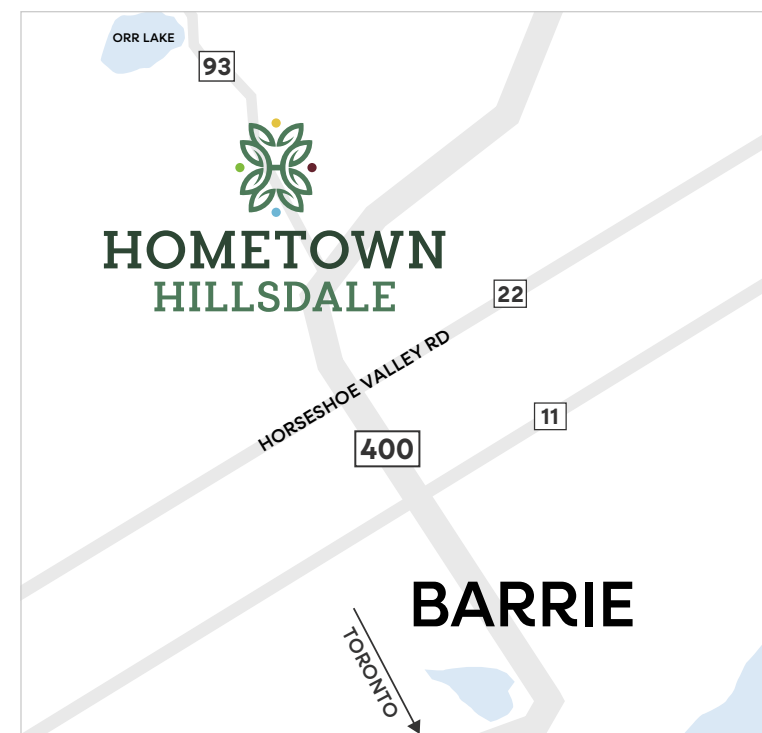 ORR LAKE
93
HOMETOWN
HILLSDALE
22
HORSESHOE VALLEY RD
11
400
BARRIE
TORONTO